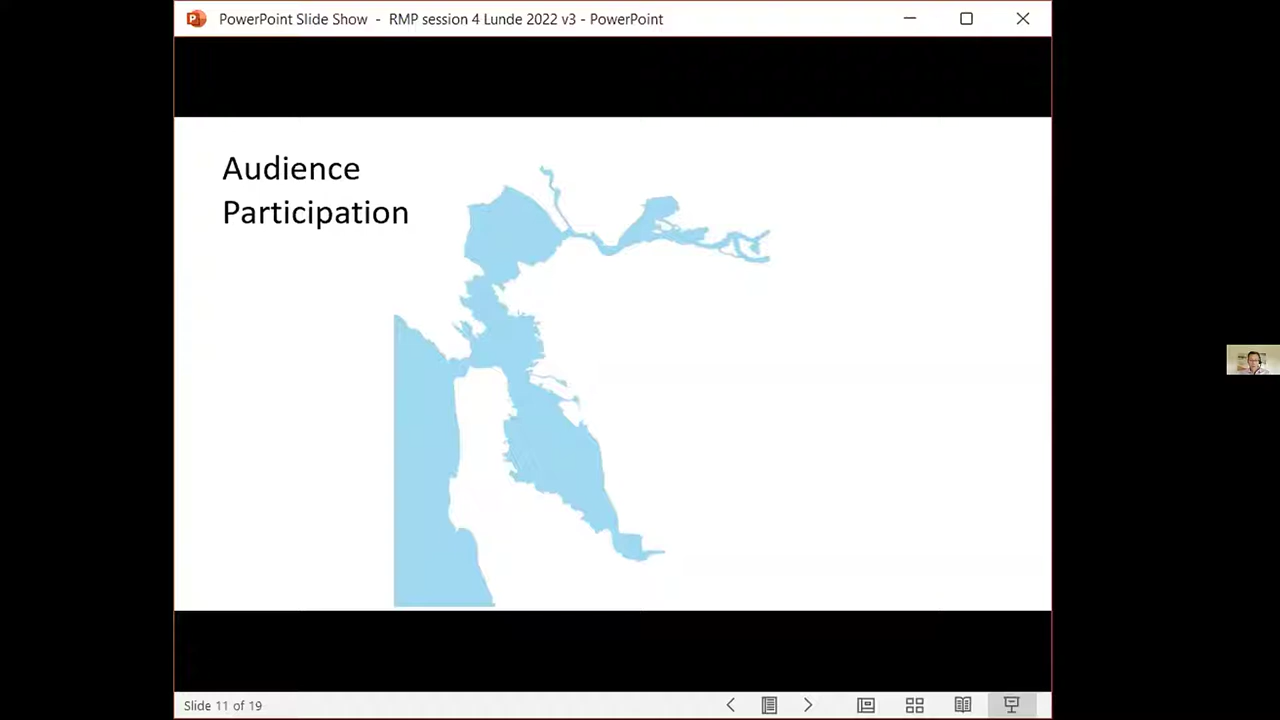 PowerPoint Slide Show - RMP session 4 Lunde 2022 v3 - PowerPoint
Audience
Participation
Slide 11 of 19